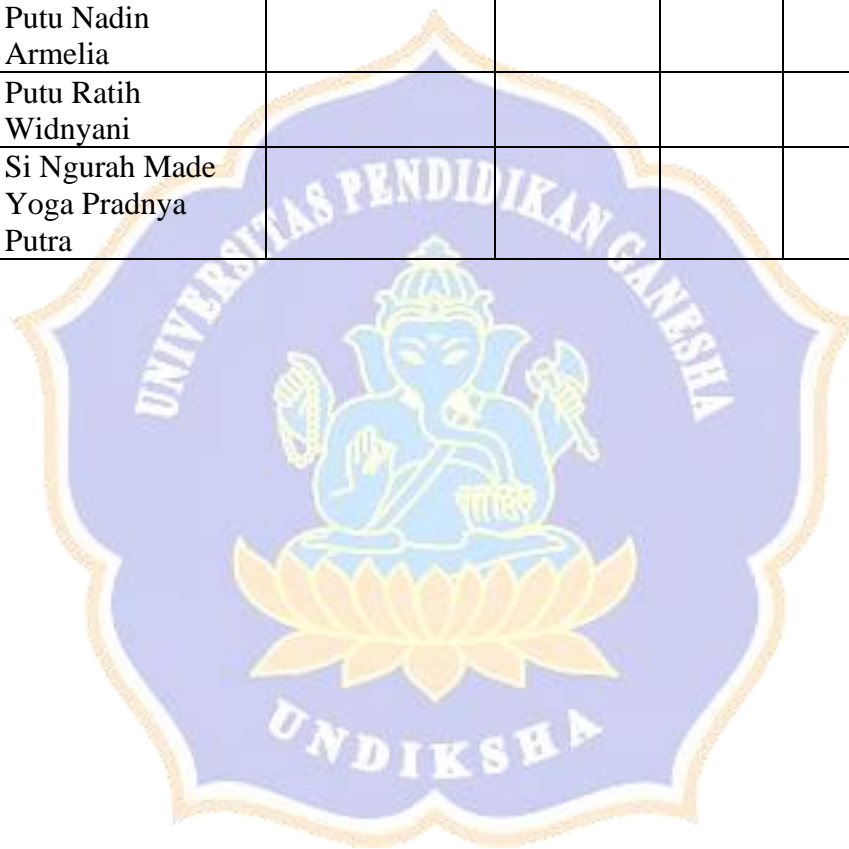 Putu Nadin
Armelia
Putu Ratih
Widnyani
Si Ngurah Made
Yoga Pradnya
Putra
UNIVERSITAS PENDIDIKAN GANESHA
UNDIKSHA